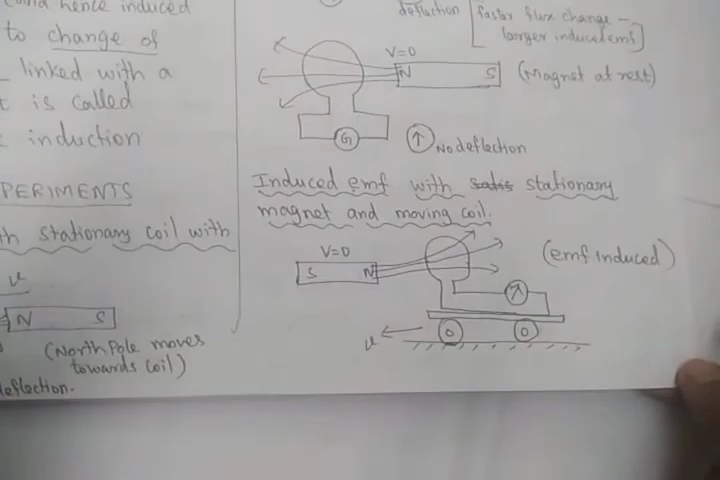 hence induced
to change of
linked with a
t is called
induction
PERIMENTS
th stationary coil with
v
N S
(North Pole moves
towards coil)
deflection.
deflection [faster flux change -
larger induced emf]
V=0
N S (Magnet at rest)
G
↑ No deflection
Induced emf with stationary
magnet and moving coil.
V=0
S N (emf induced)
v